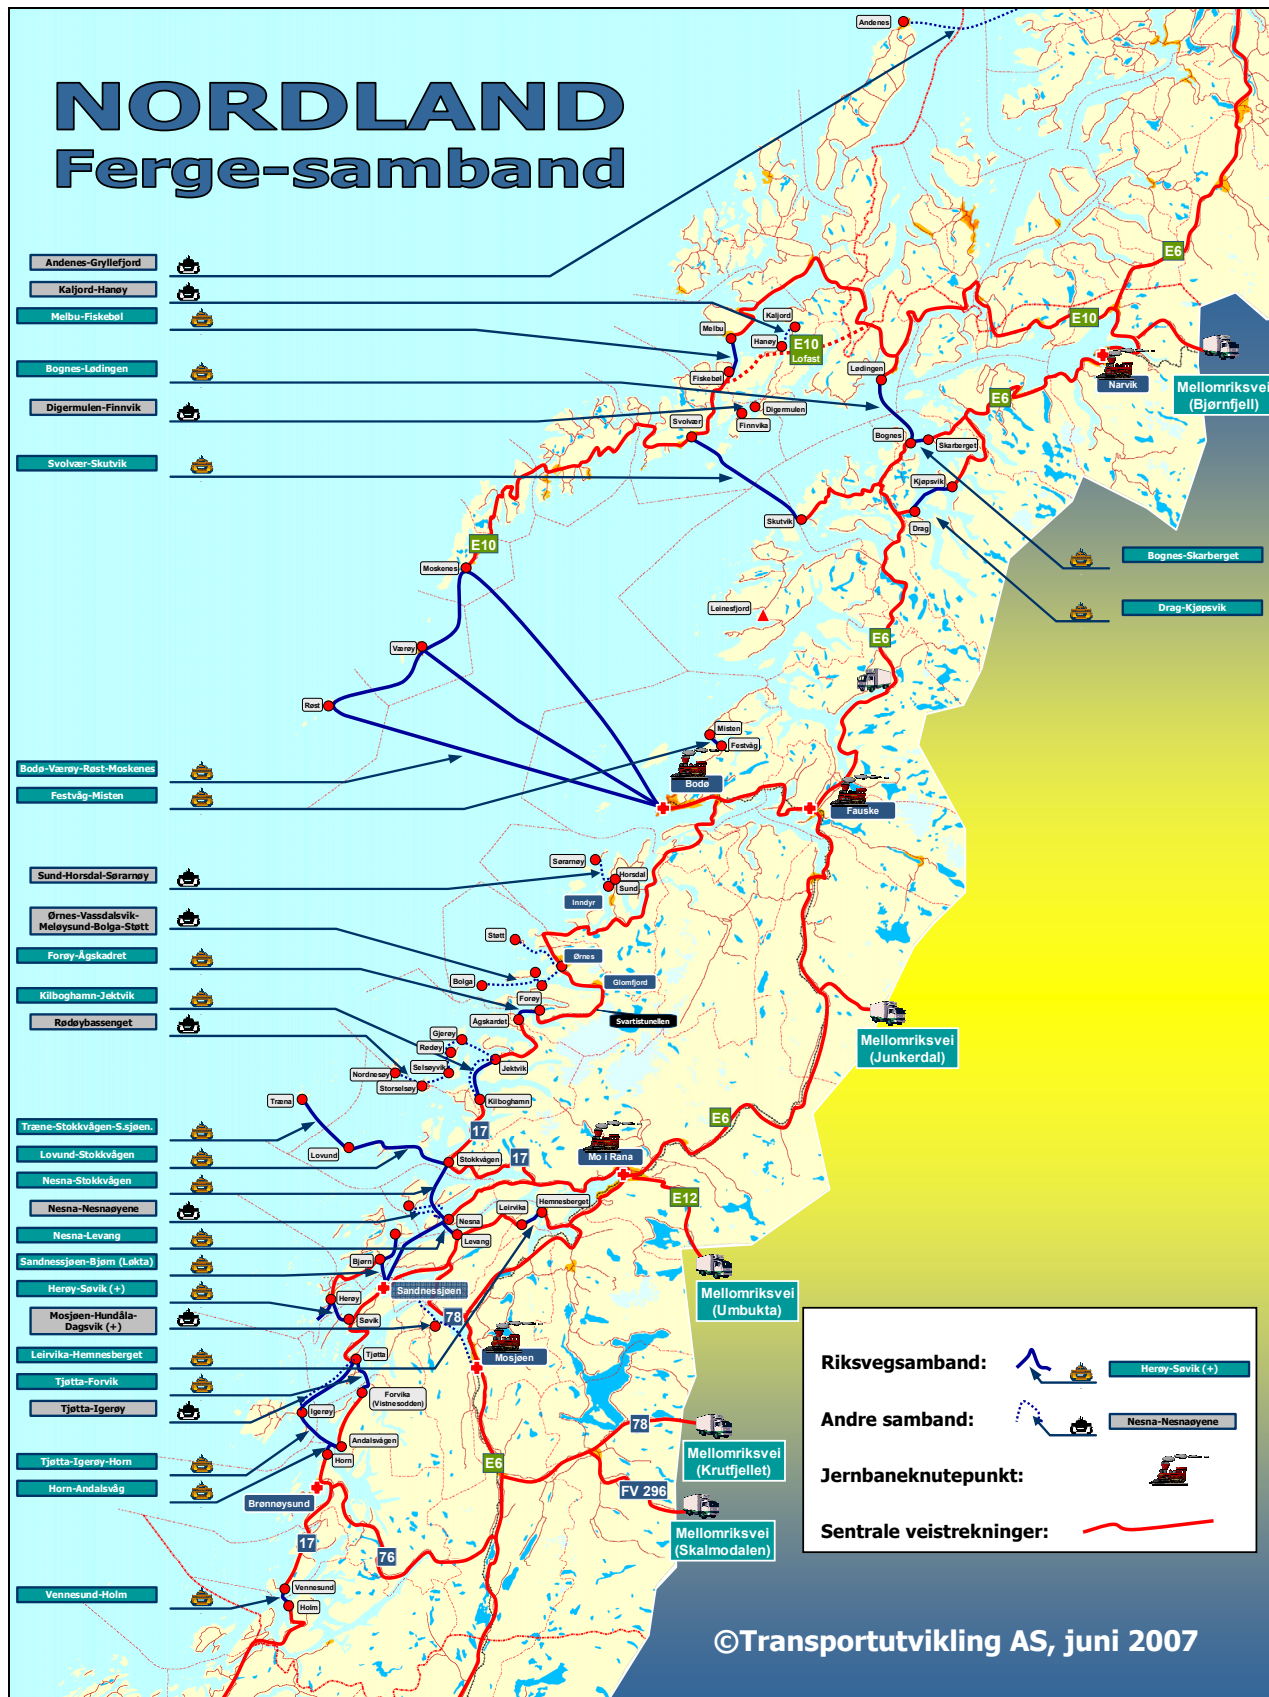 NORDLAND
Ferge-samband
Andenes
Andenes-Gryllefjord
Kaljord-Hanøy
Melbu-Fiskebøl
Bognes-Lødingen
Digermulen-Finnvik
Svolvær-Skutvik
Bodø-Værøy-Røst-Moskenes
Festvåg-Misten
Sund-Horsdal-Sørarnøy
Ørnes-Vassdalsvik-
Meløysund-Bolga-Støtt
Forøy-Ågskadret
Kilboghamn-Jektvik
Rødøybassenget
Træne-Stokkvågen-S.sjøen.
Lovund-Stokkvågen
Nesna-Stokkvågen
Nesna-Nesnaøyene
Nesna-Levang
Sandnessjøen-Bjørn (Løkta)
Herøy-Søvik (+)
Mosjøen-Hundåla-
Dagsvik (+)
Leirvika-Hemnesberget
Tjøtta-Forvik
Tjøtta-Igerøy
Tjøtta-Igerøy-Horn
Horn-Andalsvåg
Vennesund-Holm
E6
E10
Kaljord
Melbu
Hanøy
E10
Lofast
Fiskebøl
Lødingen
Narvik
Mellomriksvei
(Bjørnfjell)
E6
Digermulen
Finnvika
Svolvær
Bognes
Skarberget
Kjøpsvik
Skutvik
Drag
E10
Moskenes
Bognes-Skarberget
Drag-Kjøpsvik
Leinesfjord
E6
Værøy
Røst
Misten
Festvåg
Bodø
Fauske
Sørarnøy
Horsdal
Sund
Inndyr
Støtt
Ørnes
Bolga
Glomfjord
Forøy
Ågskardet
Svartistunellen
Mellomriksvei
(Junkerdal)
Gjerøy
Rødøy
Jektvik
Selsøyvik
Nordnesøy
Storselsøy
Kilboghamn
Træna
17
E6
Mo i Rana
Lovund
Stokkvågen
17
E12
Leirvika
Hemnesberget
Nesna
Levang
Bjørn
Mellomriksvei
(Umbukta)
Sandnessjøen
Herøy
Søvik
78
Mosjøen
Tjøtta
Forvika
(Vistnesodden)
Igerøy
Andalsvågen
Horn
78
Mellomriksvei
(Krutfjellet)
E6
FV 296
Mellomriksvei
(Skalmodalen)
Brønnøysund
17
76
Vennesund
Holm
Riksvegsamband:
Herøy-Søvik (+)
Andre samband:
Nesna-Nesnaøyene
Jernbaneknutepunkt:
Sentrale veistrekninger:
©Transportutvikling AS, juni 2007